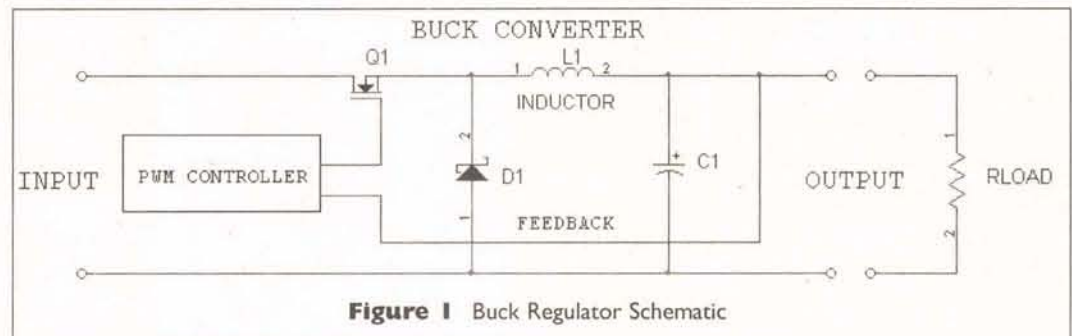 BUCK CONVERTER
Q1
1 L1 2
INDUCTOR
INPUT
PWM CONTROLLER
2
D1
1
+
C1
FEEDBACK
OUTPUT
1
RLOAD
2
Figure 1 Buck Regulator Schematic